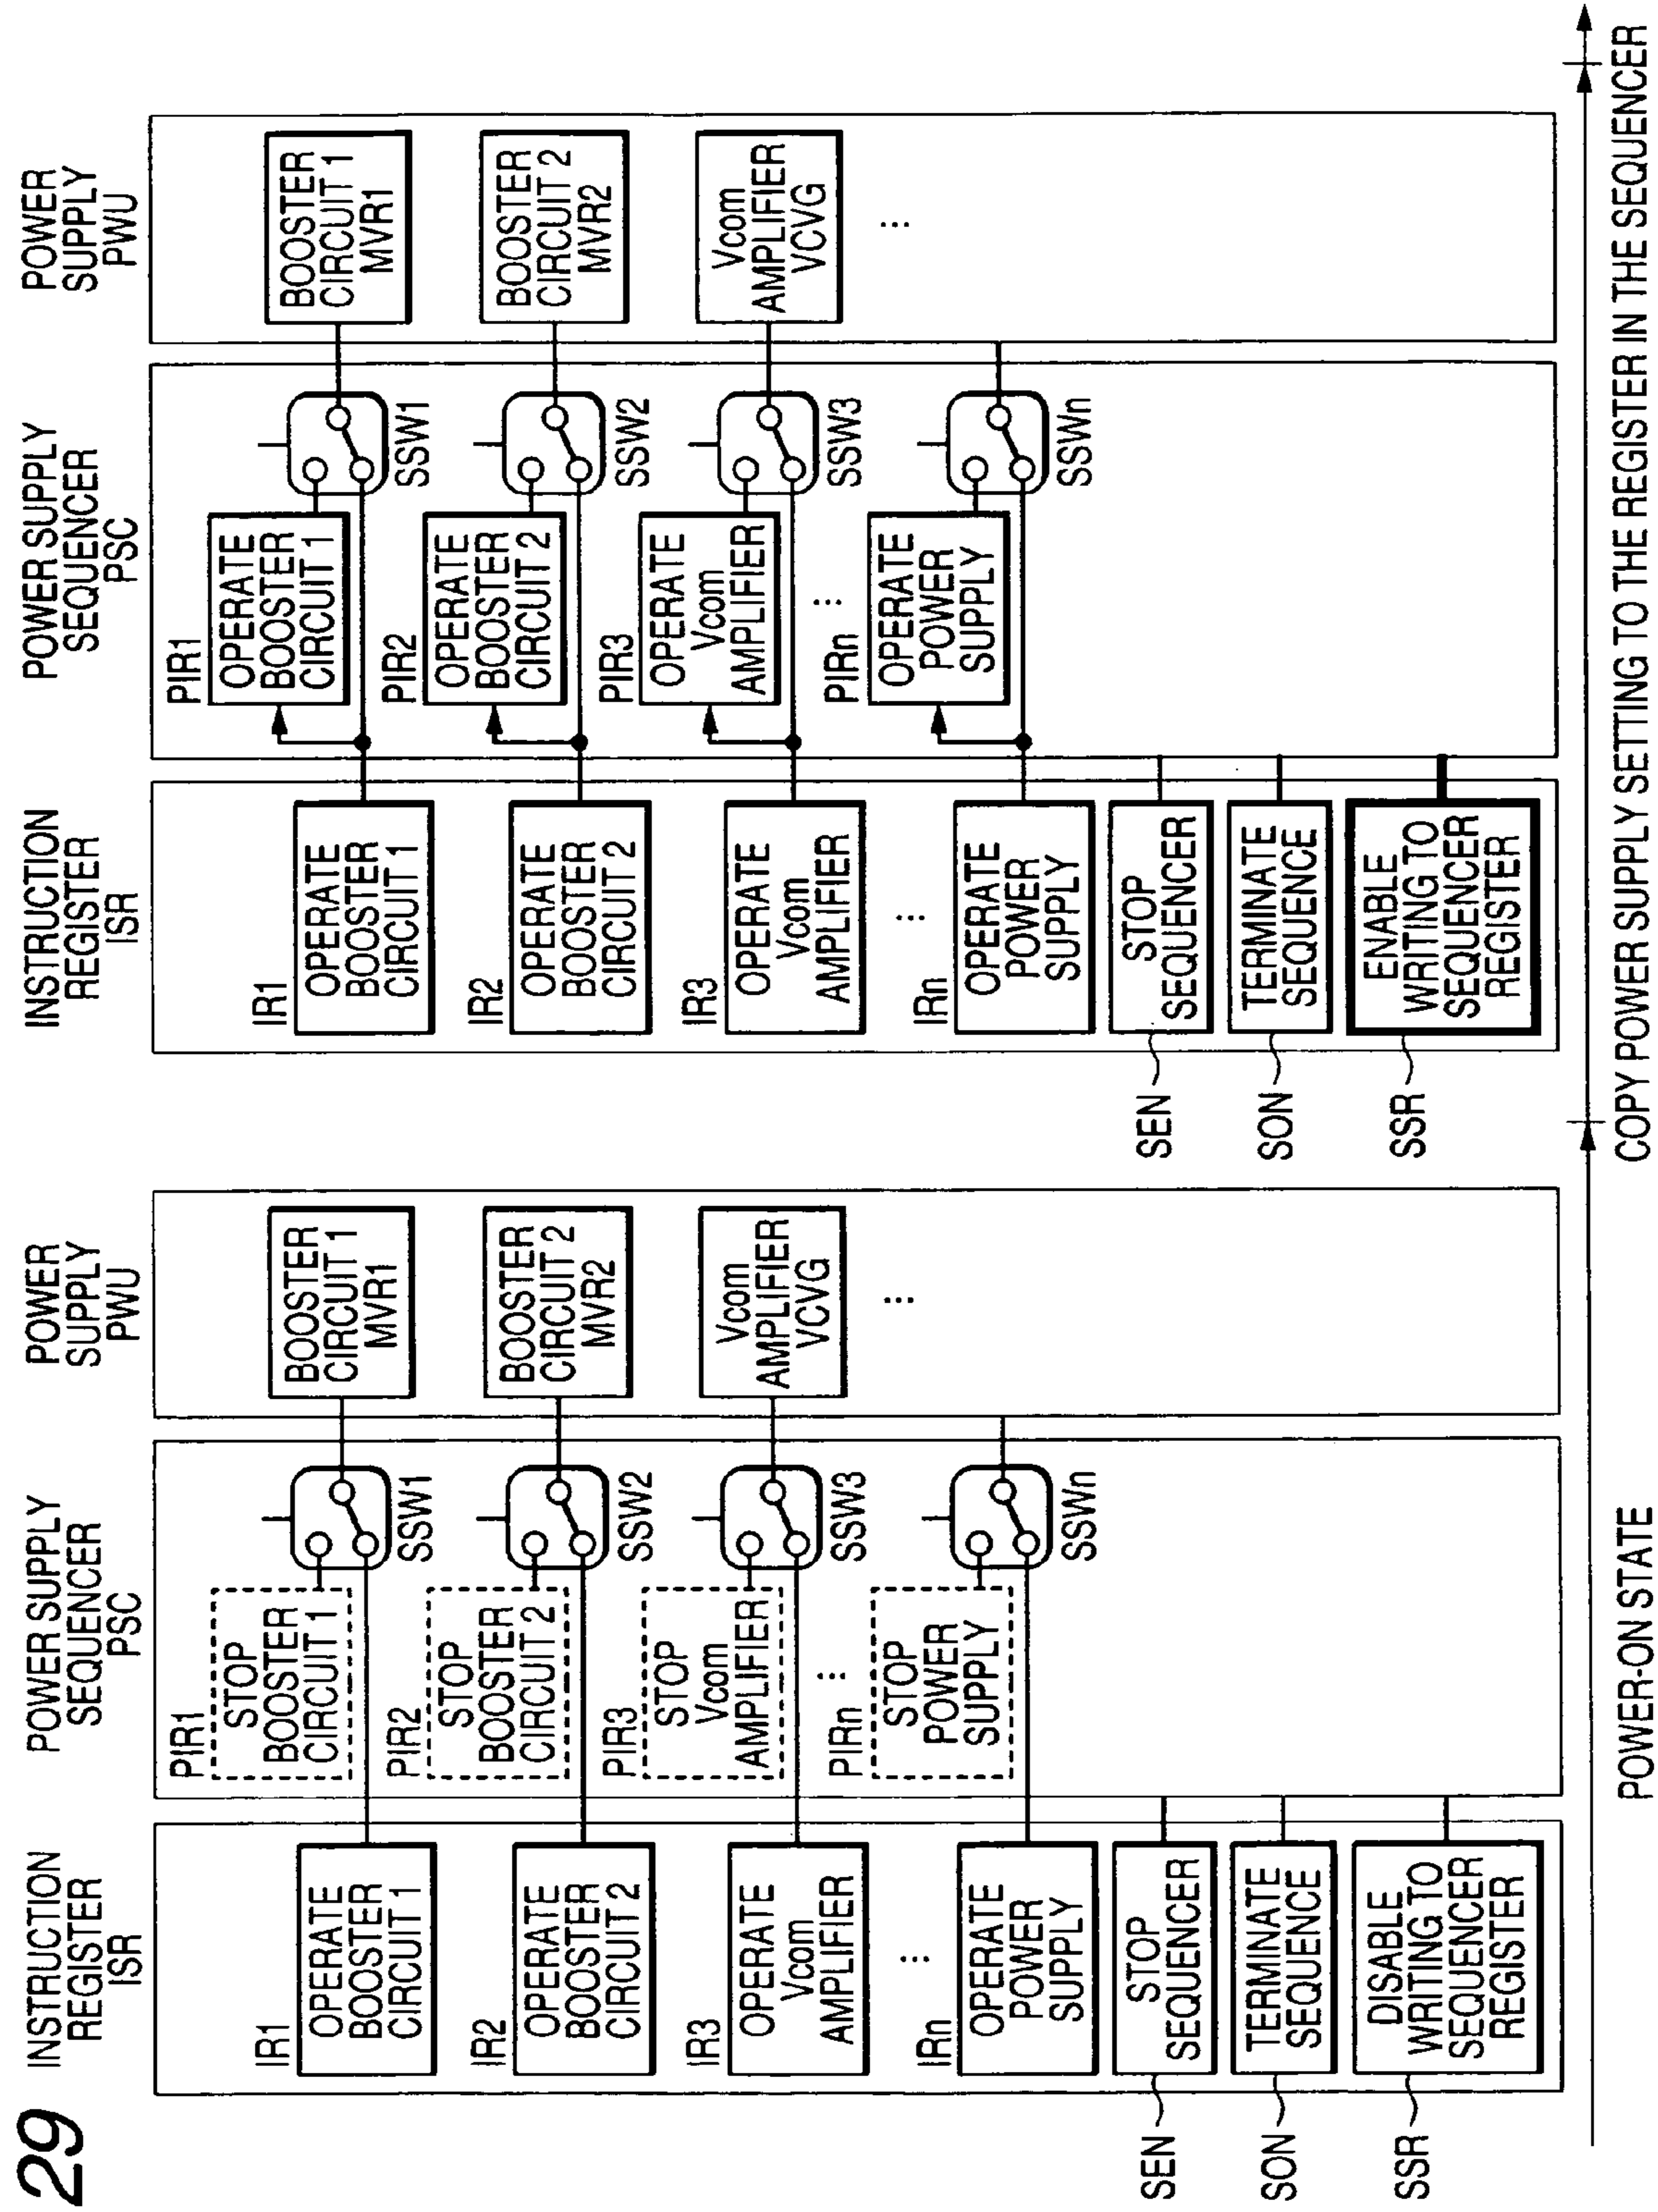 29
INSTRUCTION
REGISTER
ISR
IR1
OPERATE
BOOSTER
CIRCUIT 1
IR2
OPERATE
BOOSTER
CIRCUIT 2
IR3
OPERATE
Vcom
AMPLIFIER
...
IRn
OPERATE
POWER
SUPPLY
SEN
STOP
SEQUENCER
SON
TERMINATE
SEQUENCE
SSR
DISABLE
WRITING TO
SEQUENCER
REGISTER
POWER SUPPLY
SEQUENCER
PSC
PIR1
STOP
BOOSTER
CIRCUIT 1
SSW1
PIR2
STOP
BOOSTER
CIRCUIT 2
SSW2
PIR3
STOP
Vcom
AMPLIFIER
SSW3
...
PIRn
STOP
POWER
SUPPLY
SSWn
POWER
SUPPLY
PWU
BOOSTER
CIRCUIT 1
MVR1
BOOSTER
CIRCUIT 2
MVR2
Vcom
AMPLIFIER
VCVG
...
POWER-ON STATE
INSTRUCTION
REGISTER
ISR
IR1
OPERATE
BOOSTER
CIRCUIT 1
IR2
OPERATE
BOOSTER
CIRCUIT 2
IR3
OPERATE
Vcom
AMPLIFIER
...
IRn
OPERATE
POWER
SUPPLY
SEN
STOP
SEQUENCER
SON
TERMINATE
SEQUENCE
SSR
ENABLE
WRITING TO
SEQUENCER
REGISTER
POWER SUPPLY
SEQUENCER
PSC
PIR1
OPERATE
BOOSTER
CIRCUIT 1
SSW1
PIR2
OPERATE
BOOSTER
CIRCUIT 2
SSW2
PIR3
OPERATE
Vcom
AMPLIFIER
SSW3
...
PIRn
OPERATE
POWER
SUPPLY
SSWn
POWER
SUPPLY
PWU
BOOSTER
CIRCUIT 1
MVR1
BOOSTER
CIRCUIT 2
MVR2
Vcom
AMPLIFIER
VCVG
...
COPY POWER SUPPLY SETTING TO THE REGISTER IN THE SEQUENCER